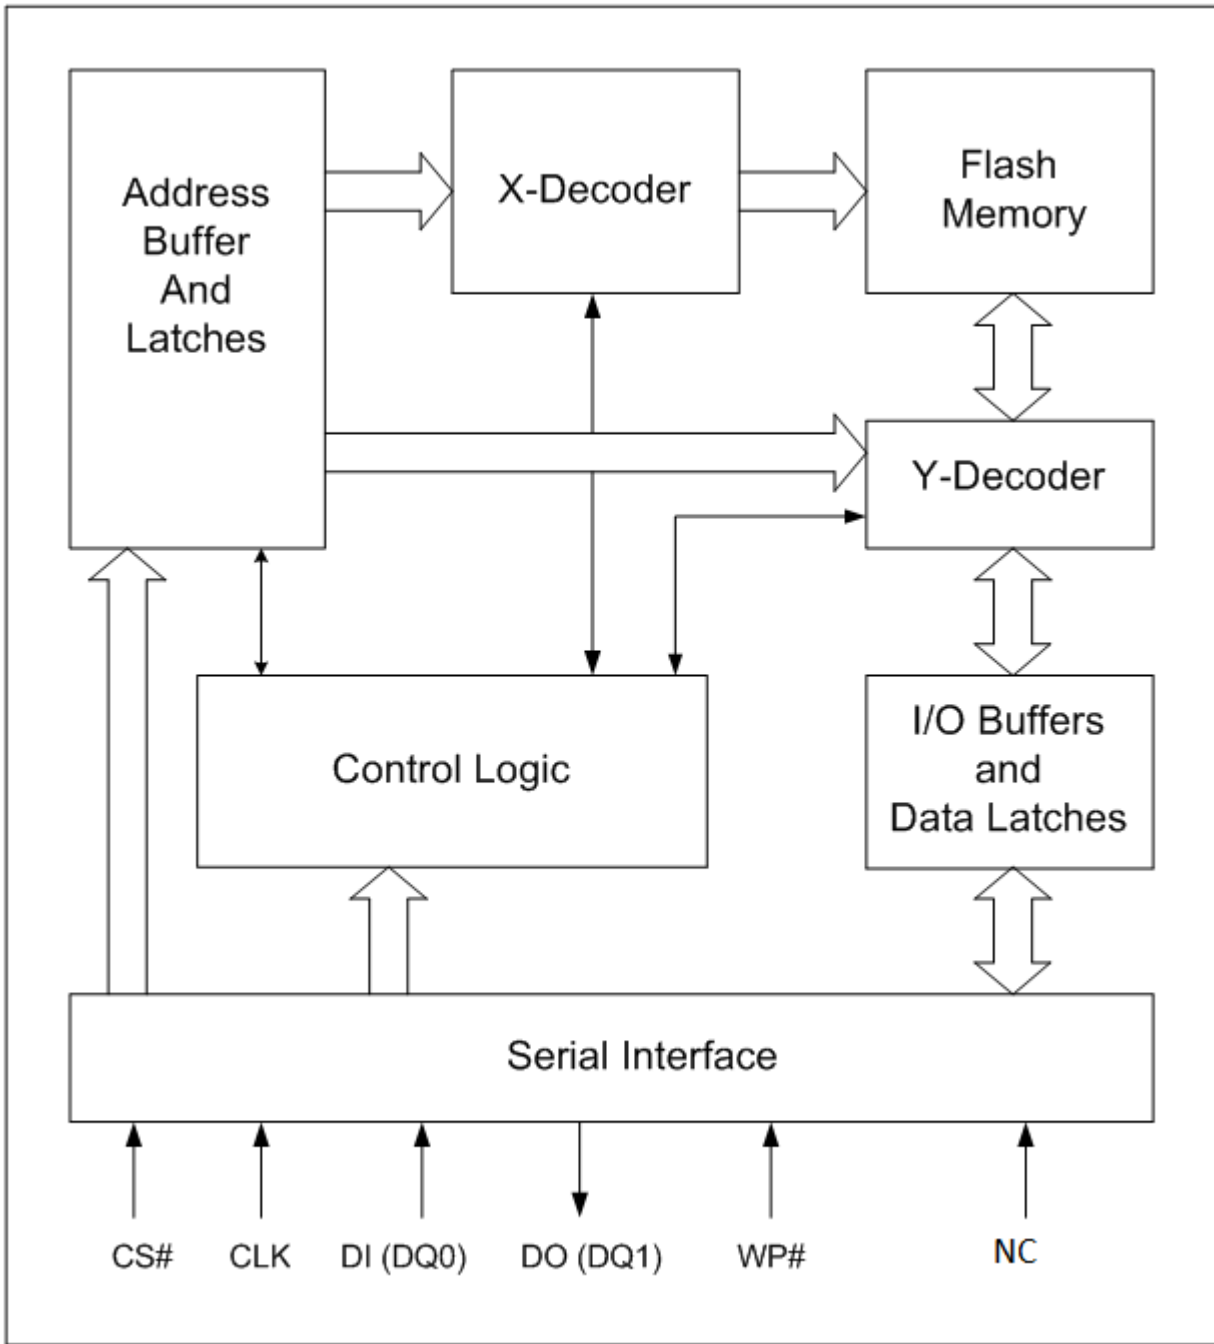 Address
Buffer
And
Latches
X-Decoder
Flash
Memory
Y-Decoder
Control Logic
I/O Buffers
and
Data Latches
Serial Interface
CS#
CLK
DI (DQ0)
DO (DQ1)
WP#
NC